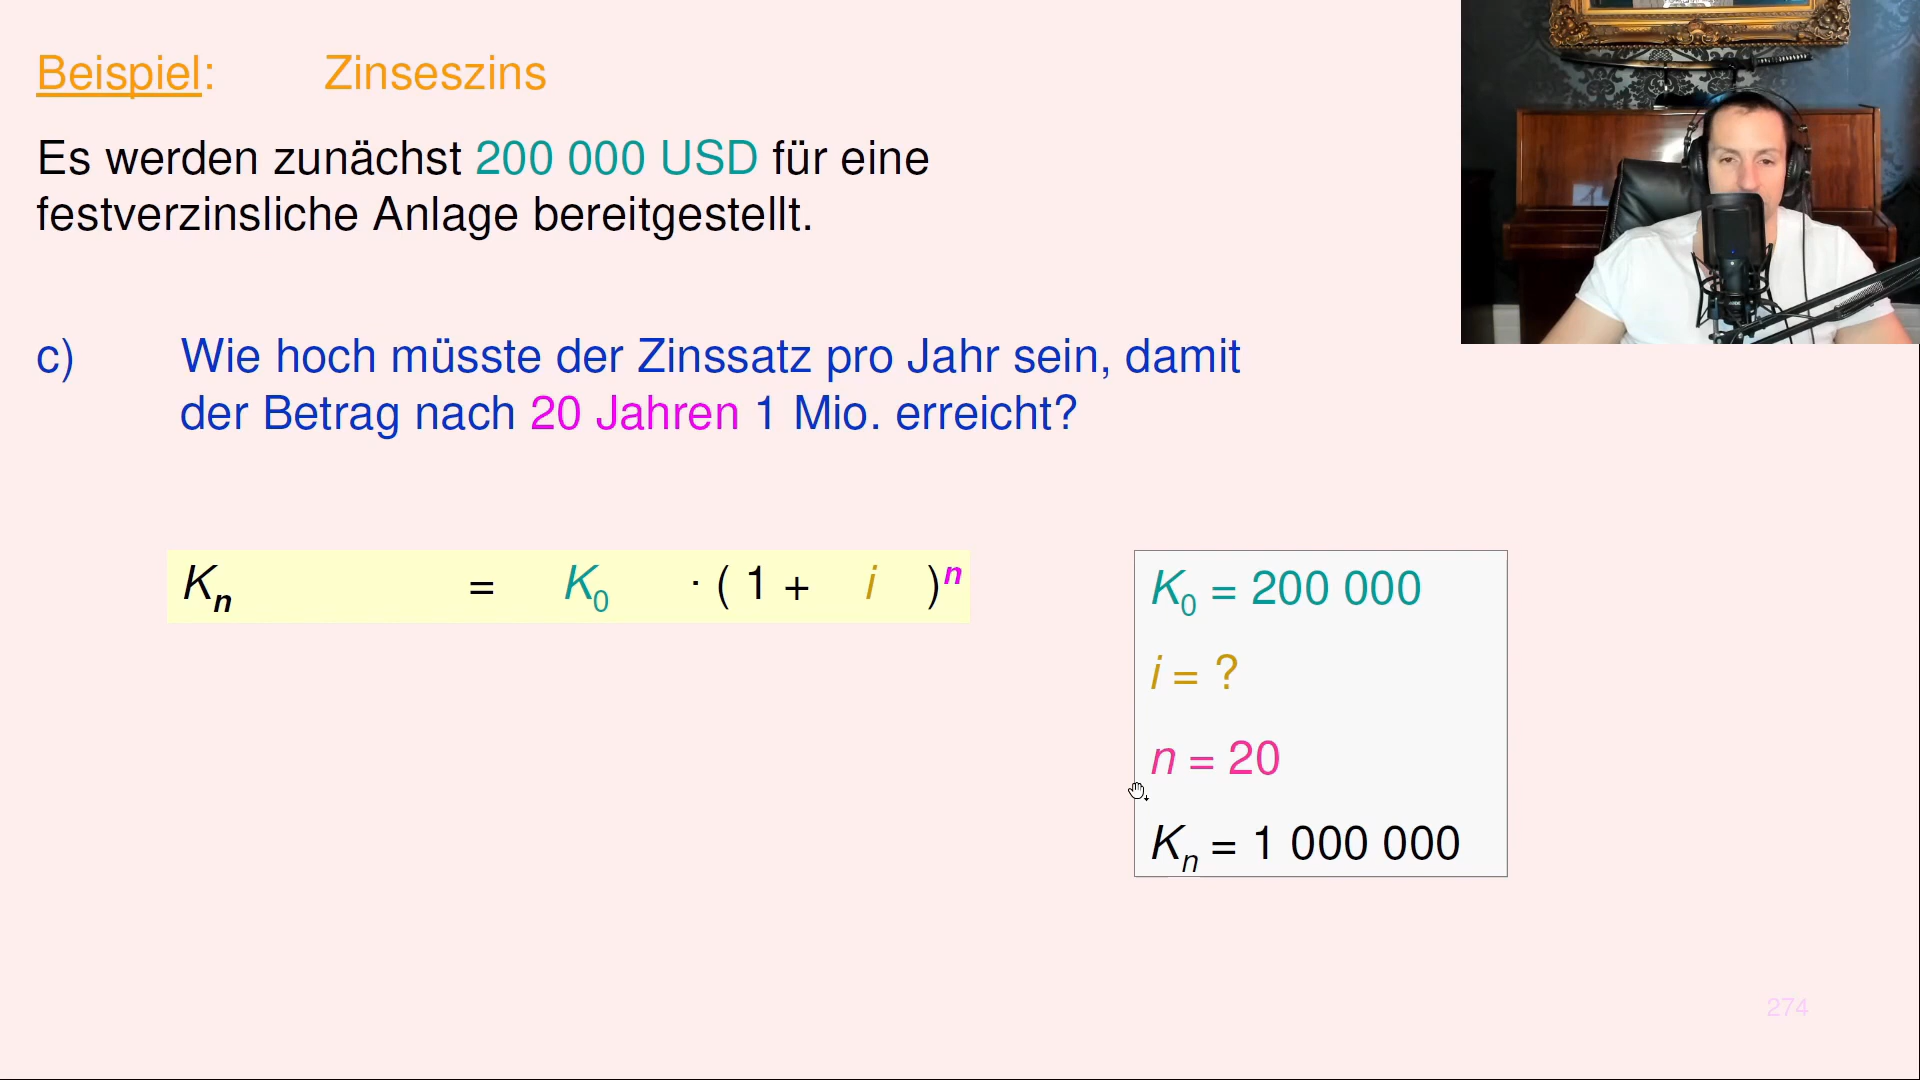 Beispiel: Zinseszins
Es werden zunächst 200 000 USD für eine
festverzinsliche Anlage bereitgestellt.
c) Wie hoch müsste der Zinssatz pro Jahr sein, damit
der Betrag nach 20 Jahren 1 Mio. erreicht?
Kn = K0 · ( 1 + i )^n
K0 = 200 000
i = ?
n = 20
Kn = 1 000 000
274